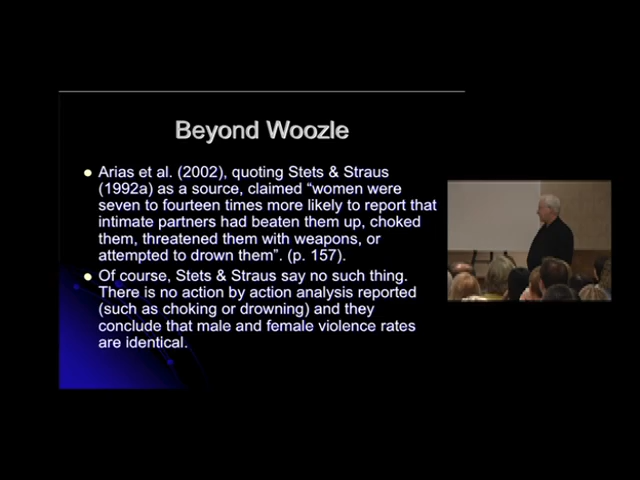 Beyond Woozle
Arias et al. (2002), quoting Stets & Straus
(1992a) as a source, claimed “women were
seven to fourteen times more likely to report that
intimate partners had beaten them up, choked
them, threatened them with weapons, or
attempted to drown them”. (p. 157).
Of course, Stets & Straus say no such thing.
There is no action by action analysis reported
(such as choking or drowning) and they
conclude that male and female violence rates
are identical.